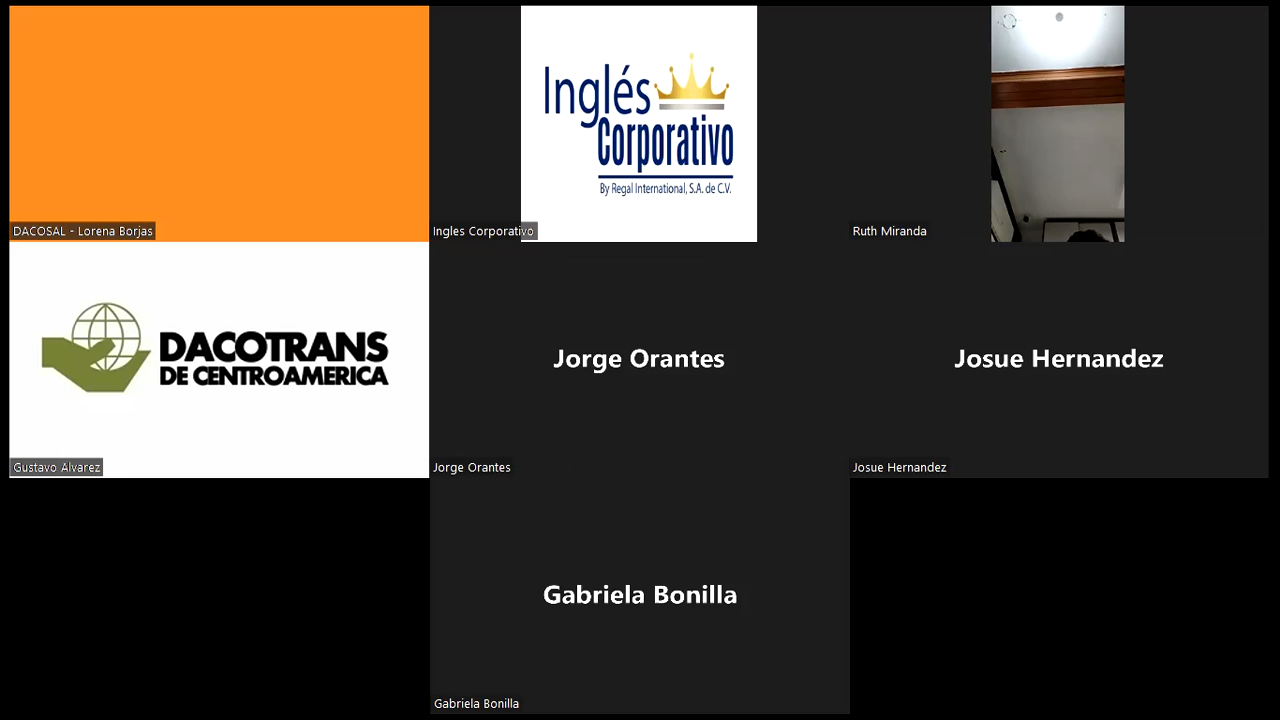 DACOSAL - Lorena Borjas
Inglés
Corporativo
By Regal International, S.A. de C.V.
Ingles Corporativo
Ruth Miranda
DACOTRANS
DE CENTROAMERICA
Gustavo Alvarez
Jorge Orantes
Jorge Orantes
Josue Hernandez
Josue Hernandez
Gabriela Bonilla
Gabriela Bonilla